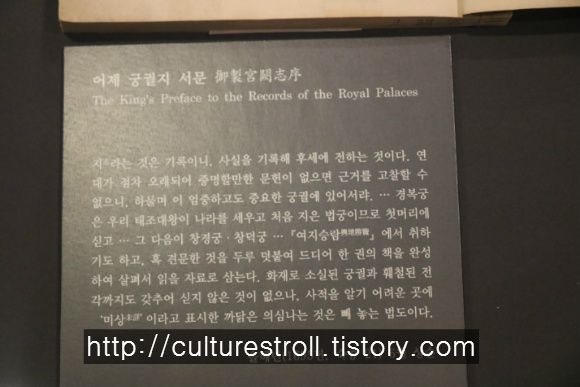 어제 궁궐지 서문 御製宮闕志序
The King's Preface to the Records of the Royal Palaces
지志라는 것은 기록이니, 사실을 기록해 후세에 전하는 것이다. 연
대가 점차 오래되어 증명할만한 문헌이 없으면 근거를 고찰할 수
없으니, 하물며 이 엄중하고도 중요한 궁궐에 있어서랴. … 경복궁
은 우리 태조대왕이 나라를 세우고 처음 지은 법궁이므로 첫머리에
싣고 … 그 다음이 창경궁·창덕궁 … 『여지승람輿地勝覽』에서 취하
기도 하고, 혹 견문한 것을 두루 덧붙여 드디어 한 권의 책을 완성
하여 살펴서 읽을 자료로 삼는다. 화재로 소실된 궁궐과 훼철된 전
각까지도 갖추어 싣지 않은 것이 없으나, 사적을 알기 어려운 곳에
'미상未詳'이라고 표시한 까닭은 의심나는 것은 빼 놓는 법도이다.
http://culturestroll.tistory.com